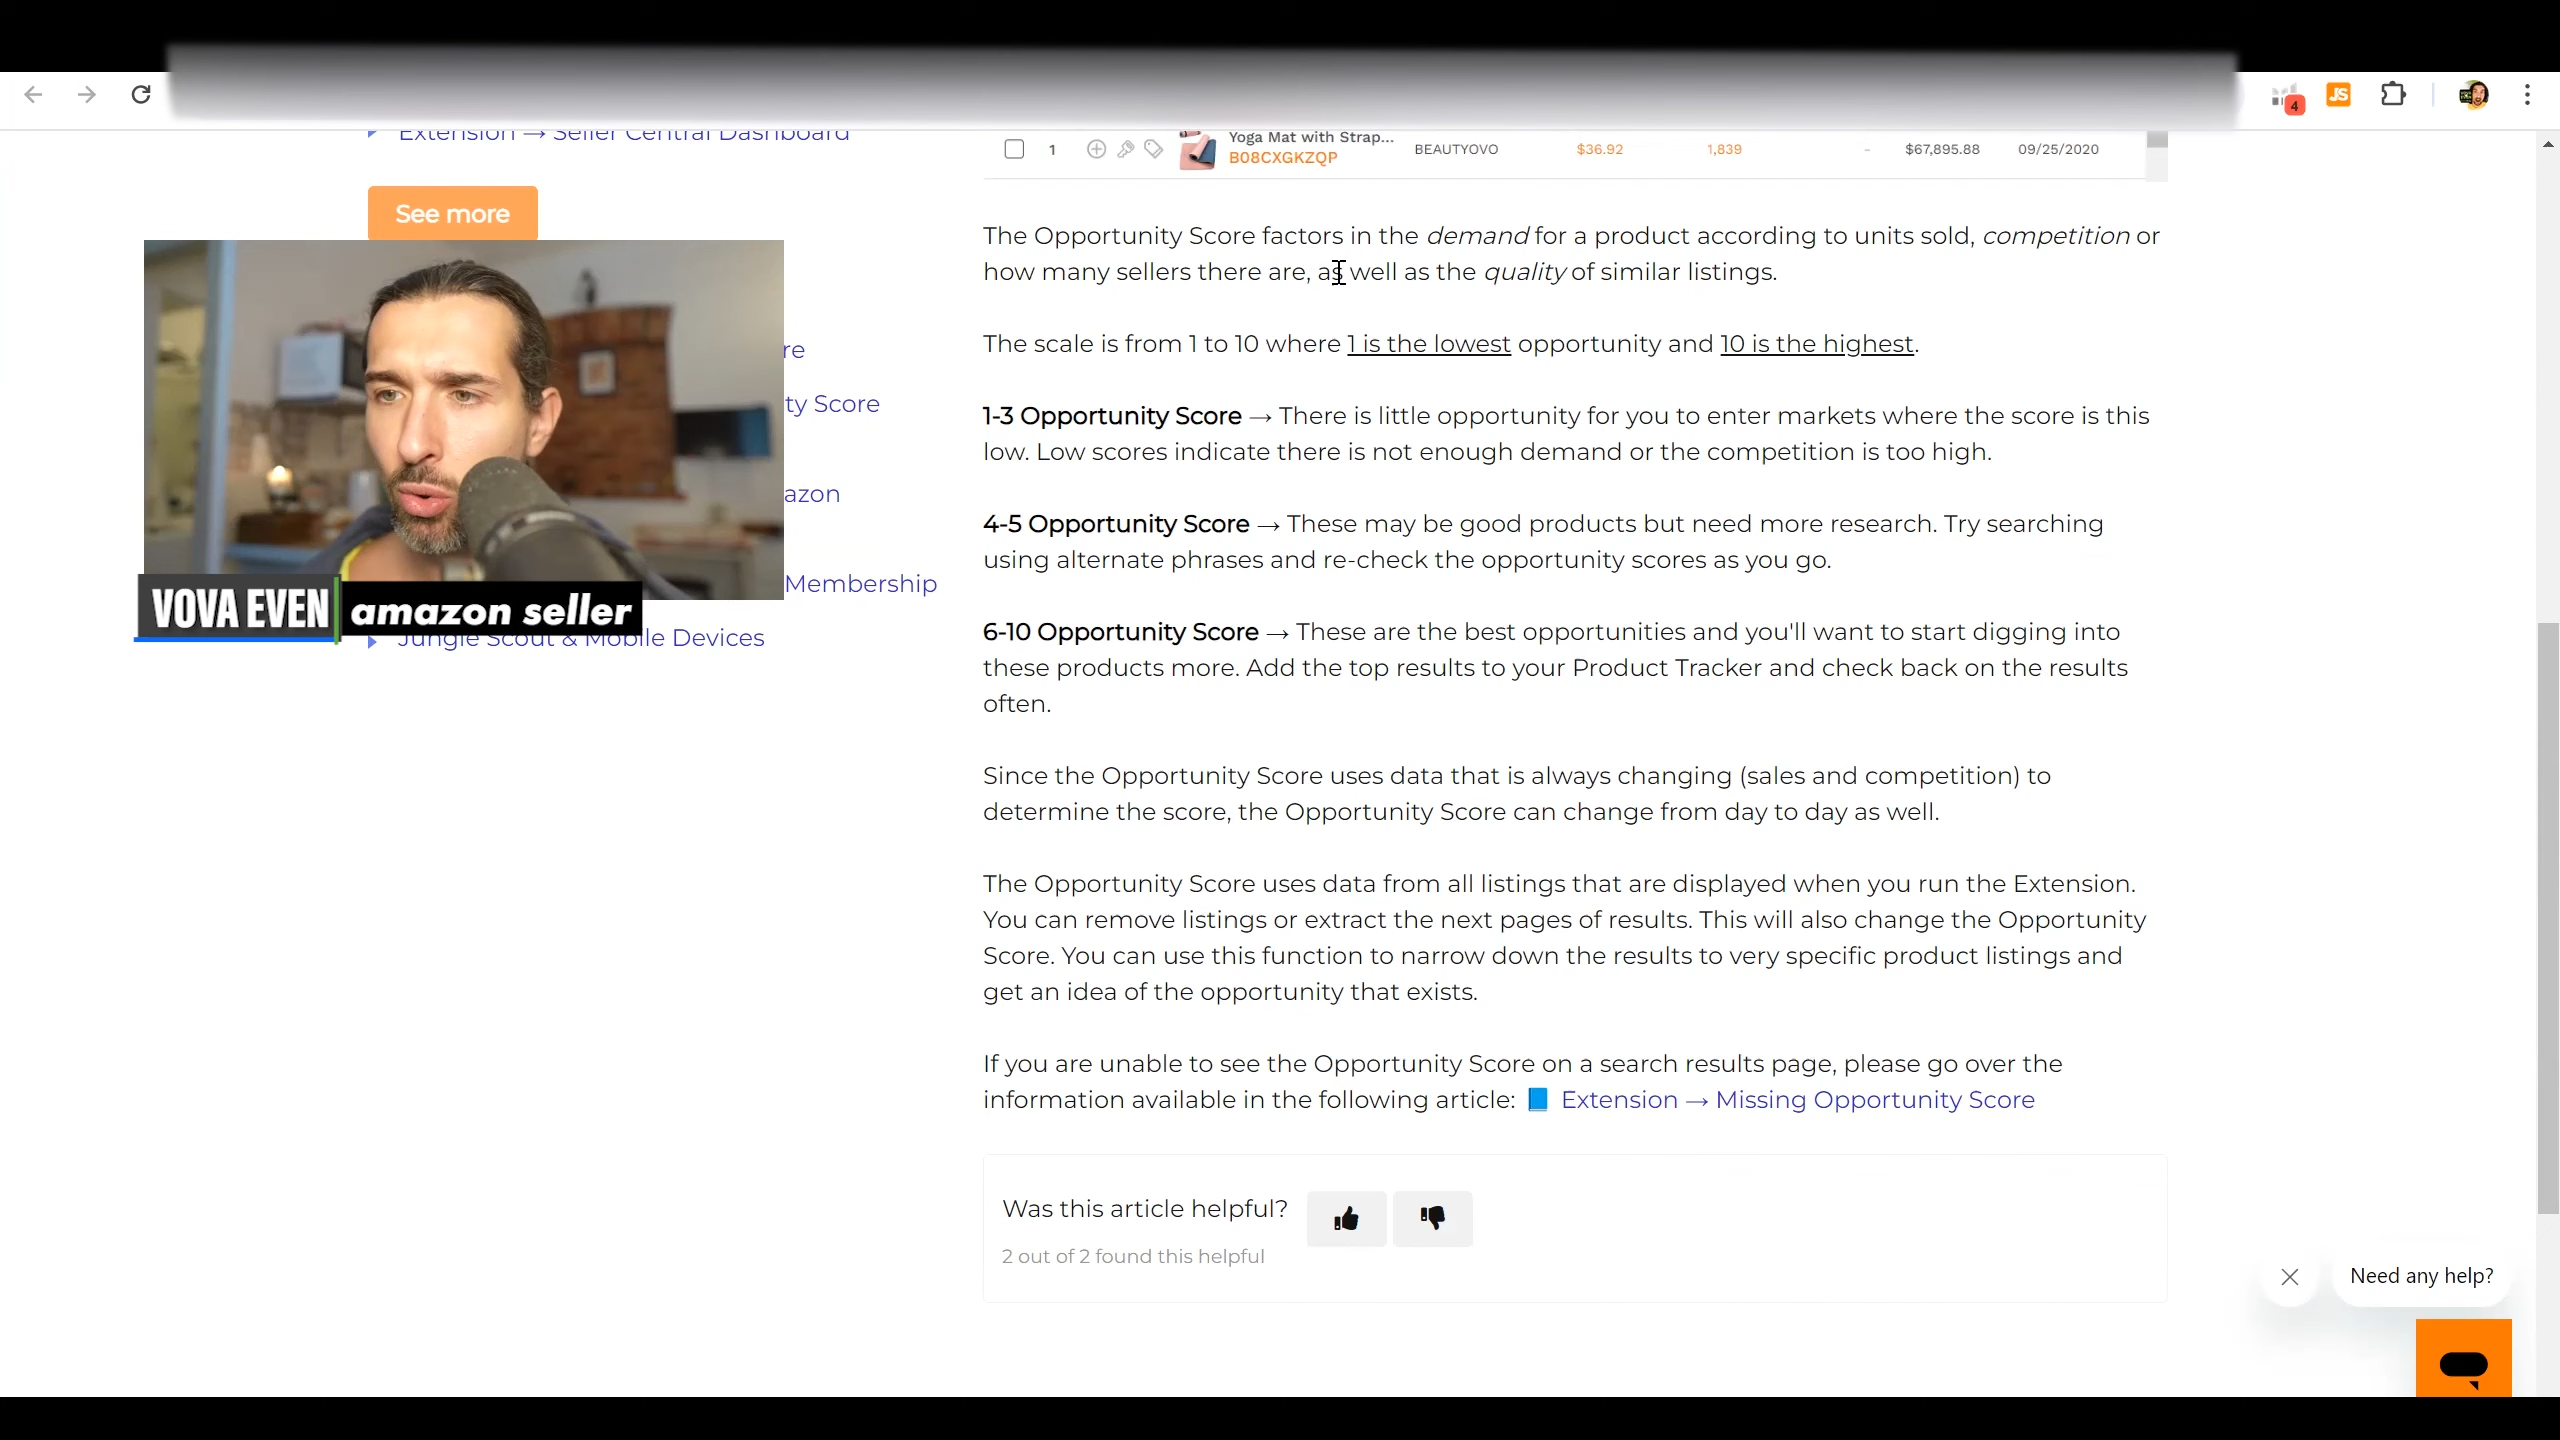 4
JS
Extension → Seller Central Dashboard
See more
re
ty Score
azon
Membership
Jungle Scout & Mobile Devices
VOVA EVEN
amazon seller
1 Yoga Mat with Strap... BEAUTYOVO $36.92 1,839 - $67,895.88 09/25/2020
B08CXGKZQP
The Opportunity Score factors in the demand for a product according to units sold, competition or
how many sellers there are, as well as the quality of similar listings.
The scale is from 1 to 10 where 1 is the lowest opportunity and 10 is the highest.
1-3 Opportunity Score → There is little opportunity for you to enter markets where the score is this
low. Low scores indicate there is not enough demand or the competition is too high.
4-5 Opportunity Score → These may be good products but need more research. Try searching
using alternate phrases and re-check the opportunity scores as you go.
6-10 Opportunity Score → These are the best opportunities and you'll want to start digging into
these products more. Add the top results to your Product Tracker and check back on the results
often.
Since the Opportunity Score uses data that is always changing (sales and competition) to
determine the score, the Opportunity Score can change from day to day as well.
The Opportunity Score uses data from all listings that are displayed when you run the Extension.
You can remove listings or extract the next pages of results. This will also change the Opportunity
Score. You can use this function to narrow down the results to very specific product listings and
get an idea of the opportunity that exists.
If you are unable to see the Opportunity Score on a search results page, please go over the
information available in the following article: Extension → Missing Opportunity Score
Was this article helpful?
2 out of 2 found this helpful
Need any help?